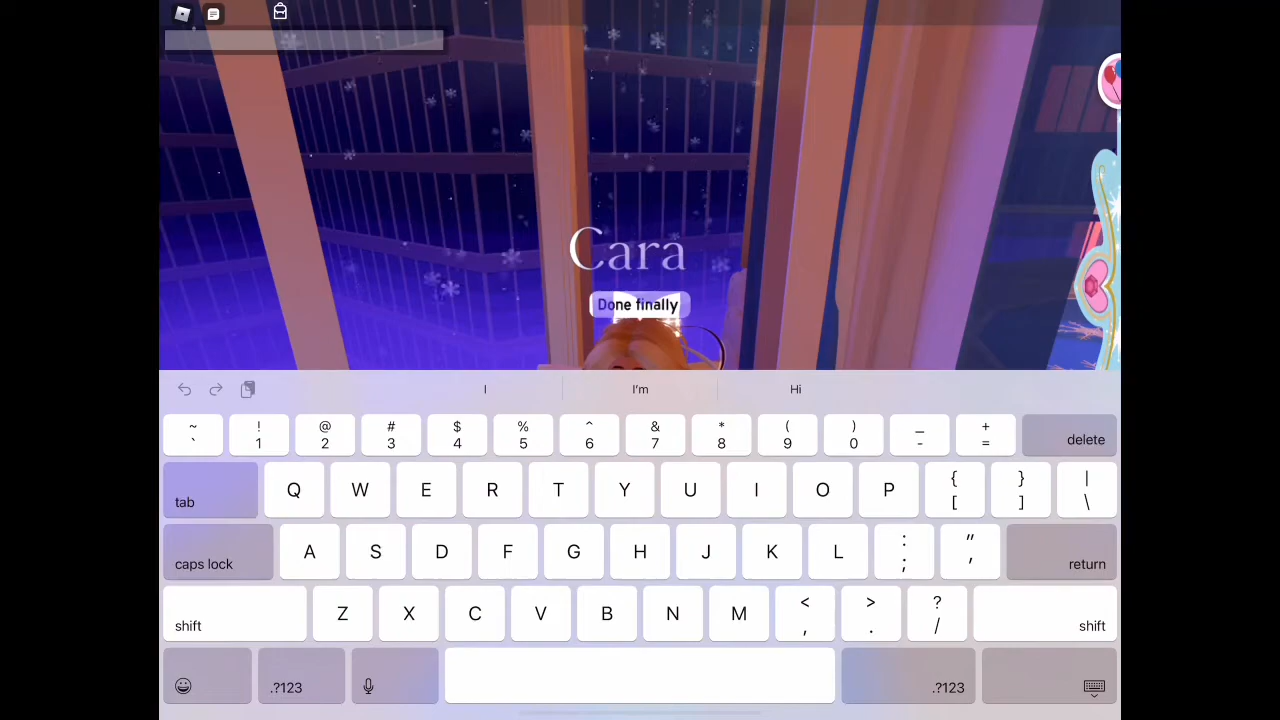 Cara
Done finally
I I'm Hi
~ ! @ # $ % ^ & * ( ) _ +
` 1 2 3 4 5 6 7 8 9 0 - = delete
tab Q W E R T Y U I O P { [ } ] | \
caps lock A S D F G H J K L : ; " ' return
shift Z X C V B N M < , > . ? / shift
.?123 .?123